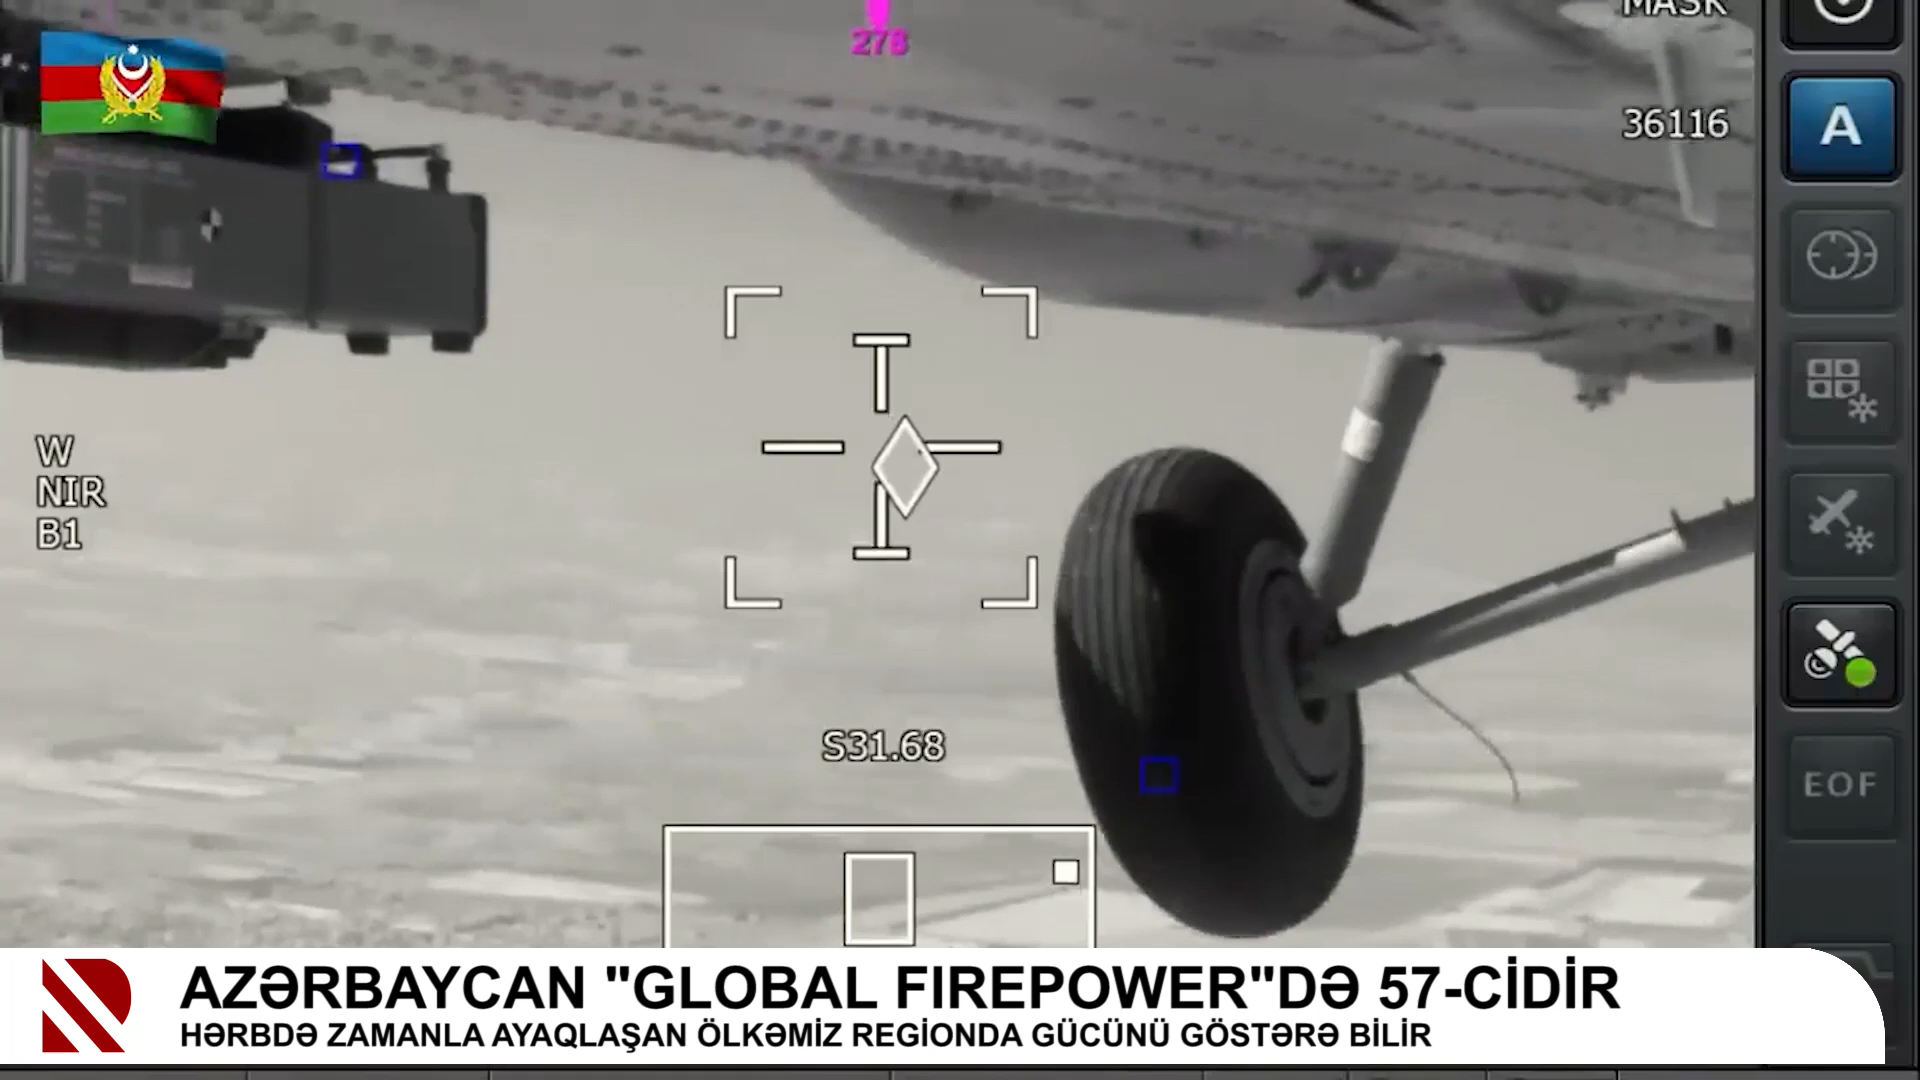 MASK
278
36116
A
W
NIR
B1
S31.68
EOF
AZƏRBAYCAN "GLOBAL FIREPOWER"DƏ 57-CİDİR
HƏRBDƏ ZAMANLA AYAQLAŞAN ÖLKƏMİZ REGİONDA GÜCÜNÜ GÖSTƏRƏ BİLİR